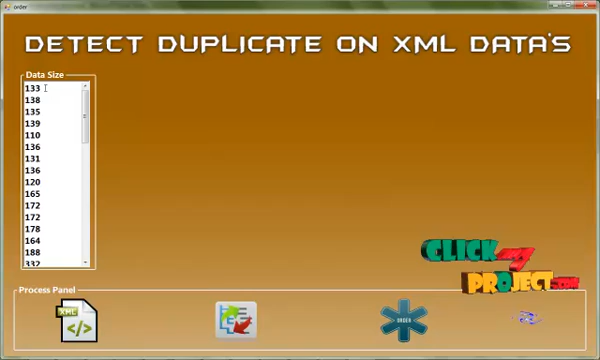 order
DETECT DUPLICATE ON XML DATA'S
Data Size
133
138
135
139
110
136
131
136
120
165
172
172
178
164
188
332
CLICK my
PROJECT.COM
Process Panel
XML
</>
ORDER